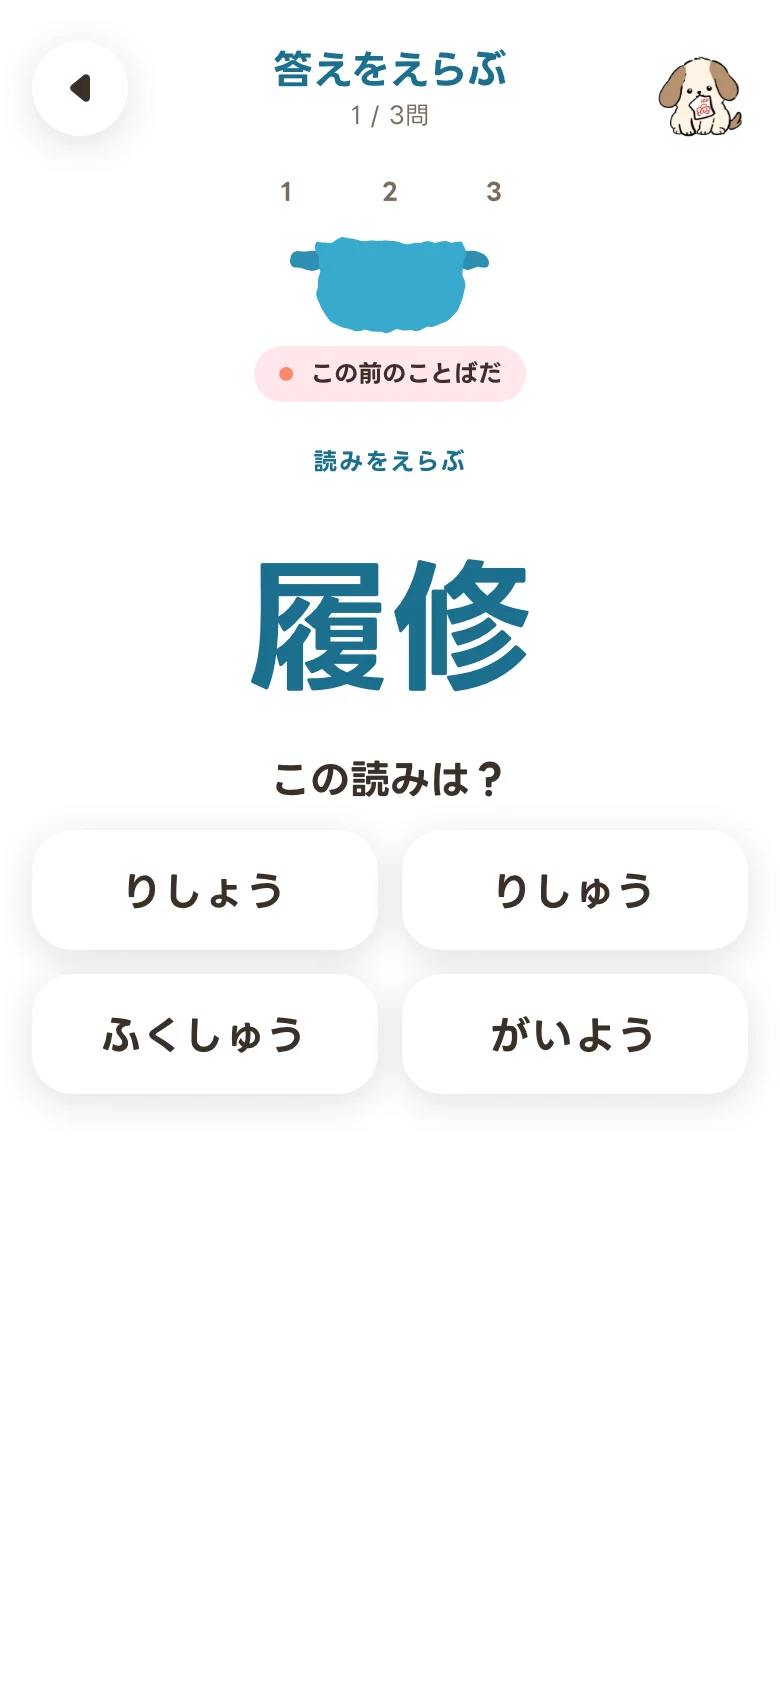 答えをえらぶ
1 / 3問
1 2 3
この前のことばだ
読みをえらぶ
履修
この読みは？
りしょう
りしゅう
ふくしゅう
がいよう